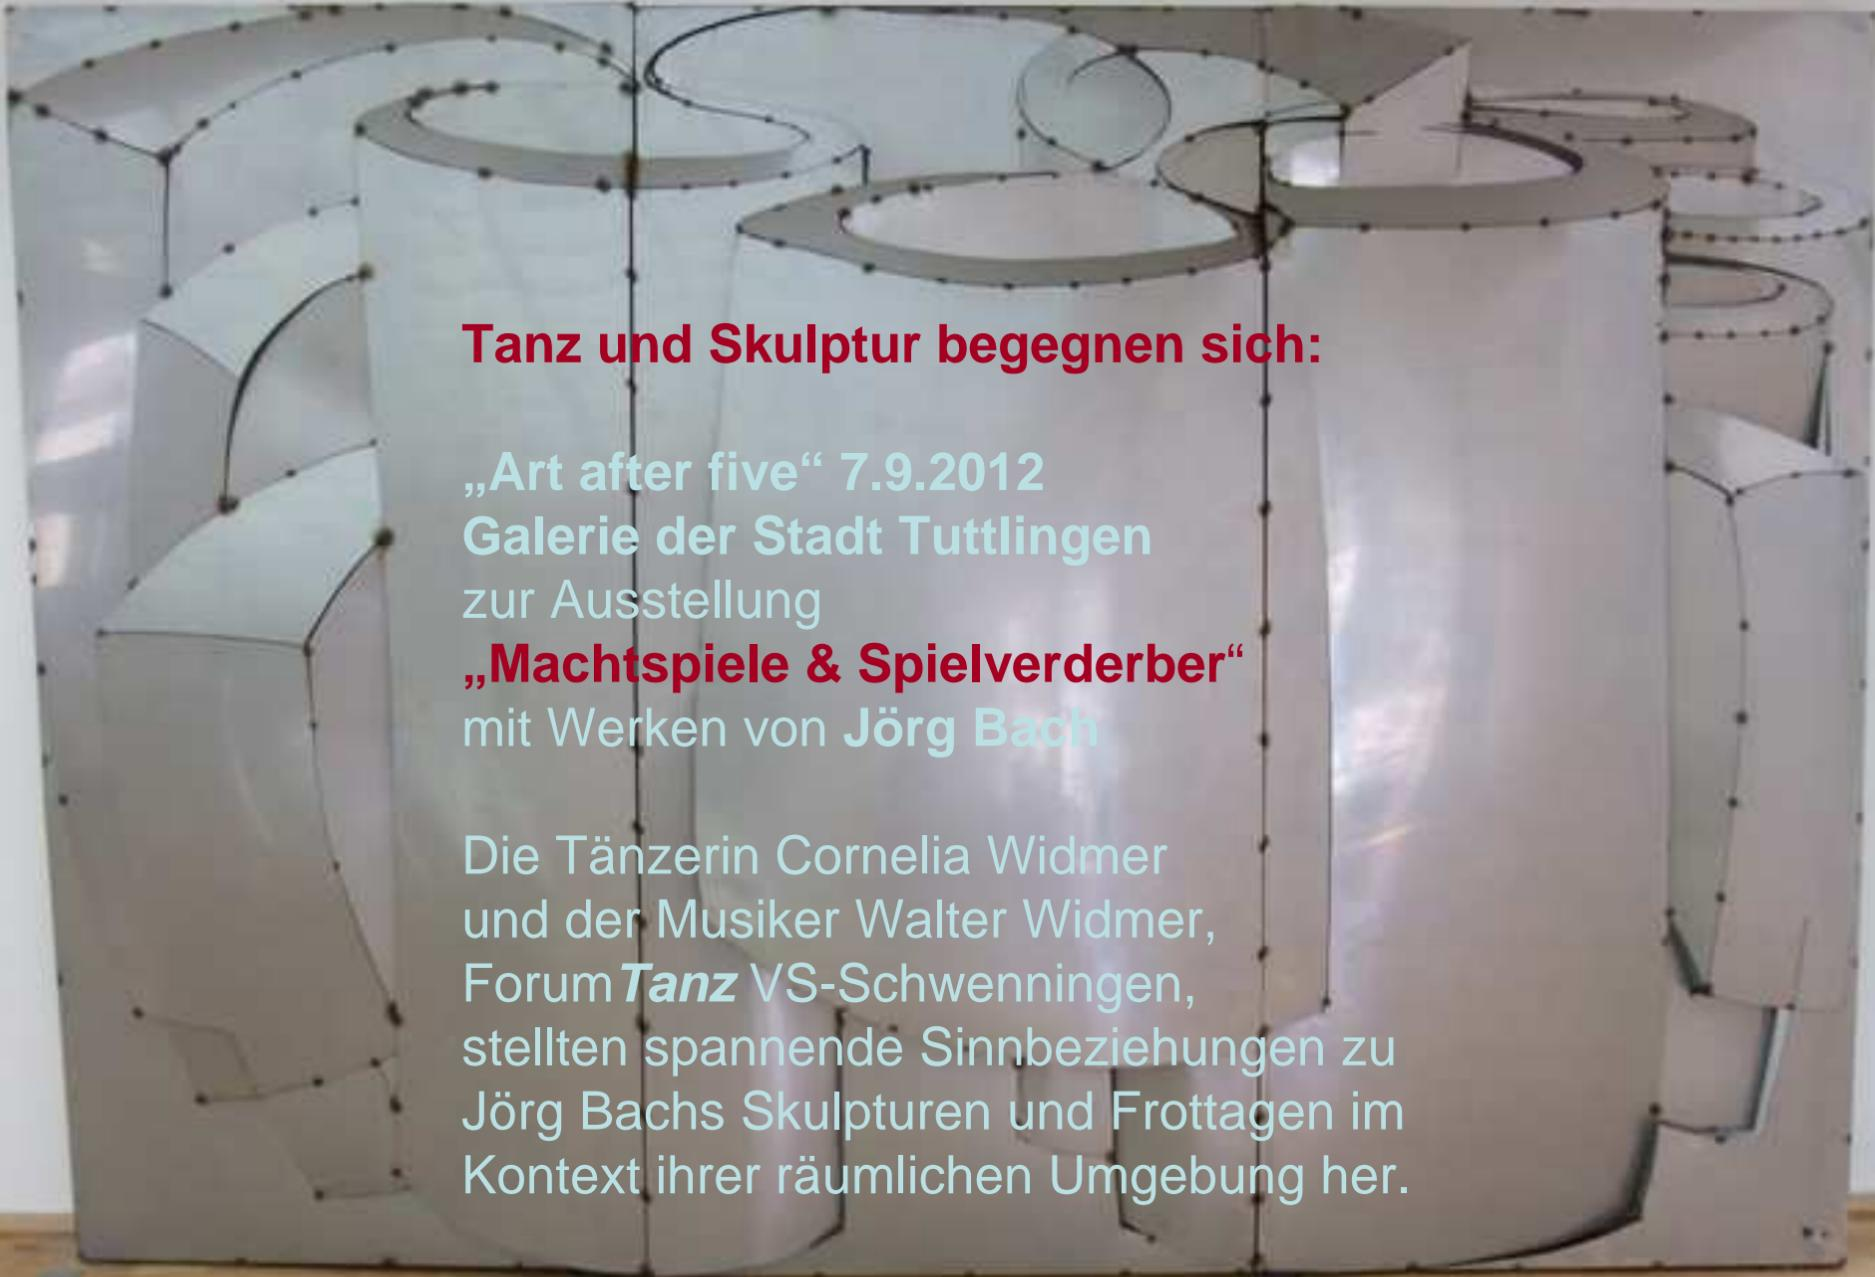 Tanz und Skulptur begegnen sich:
„Art after five“ 7.9.2012
Galerie der Stadt Tuttlingen
zur Ausstellung
„Machtspiele & Spielverderber“
mit Werken von Jörg Bach
Die Tänzerin Cornelia Widmer
und der Musiker Walter Widmer,
ForumTanz VS-Schwenningen,
stellten spannende Sinnbeziehungen zu
Jörg Bachs Skulpturen und Frottagen im
Kontext ihrer räumlichen Umgebung her.